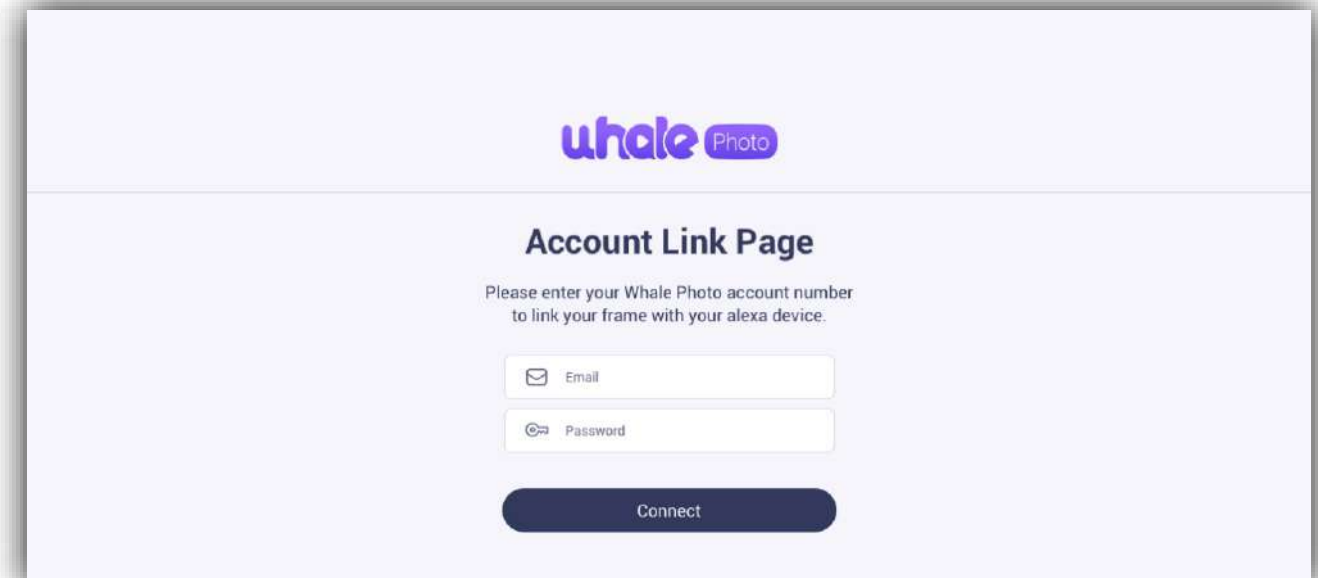 whale Photo
Account Link Page
Please enter your Whale Photo account number
to link your frame with your alexa device.
Email
Password
Connect